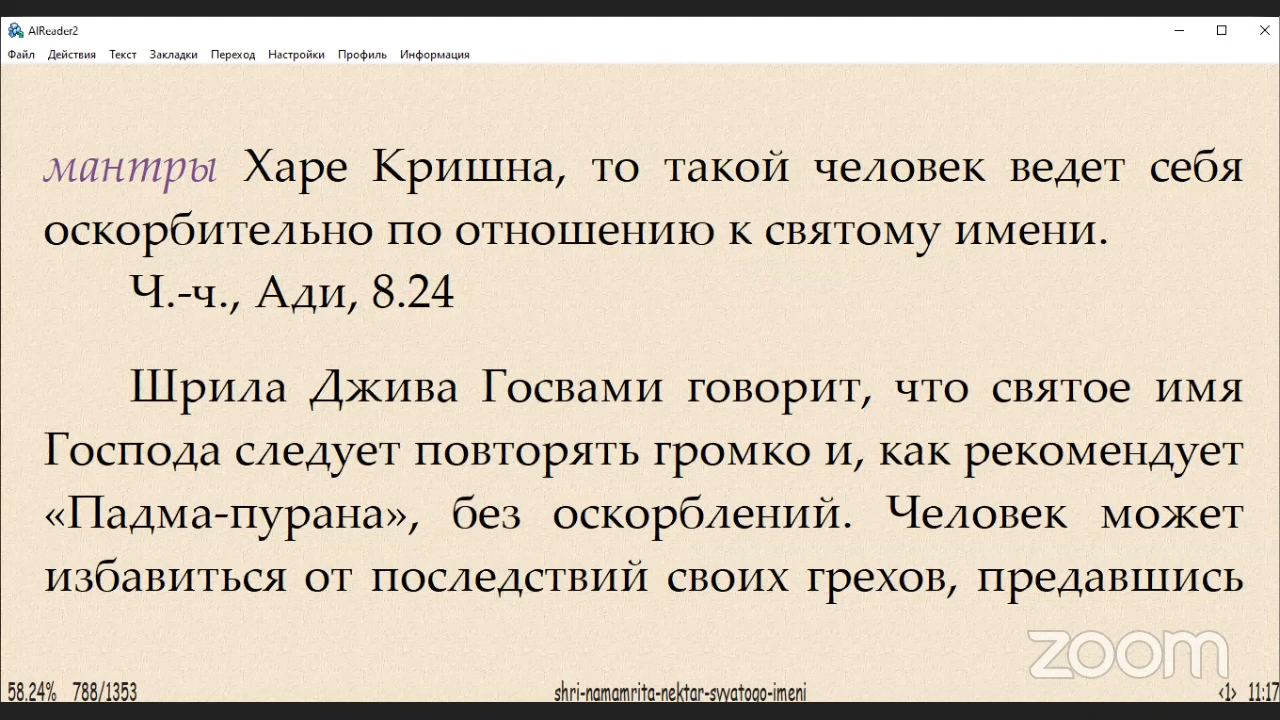 AlReader2
Файл Действия Текст Закладки Переход Настройки Профиль Информация
мантры Харе Кришна, то такой человек ведет себя
оскорбительно по отношению к святому имени.
Ч.-ч., Ади, 8.24
Шрила Джива Госвами говорит, что святое имя
Господа следует повторять громко и, как рекомендует
«Падма-пурана», без оскорблений. Человек может
избавиться от последствий своих грехов, предавшись
zoom
58.24% 788/1353 shri-namamrita-nektar-svyatogo-imeni <1> 11:17